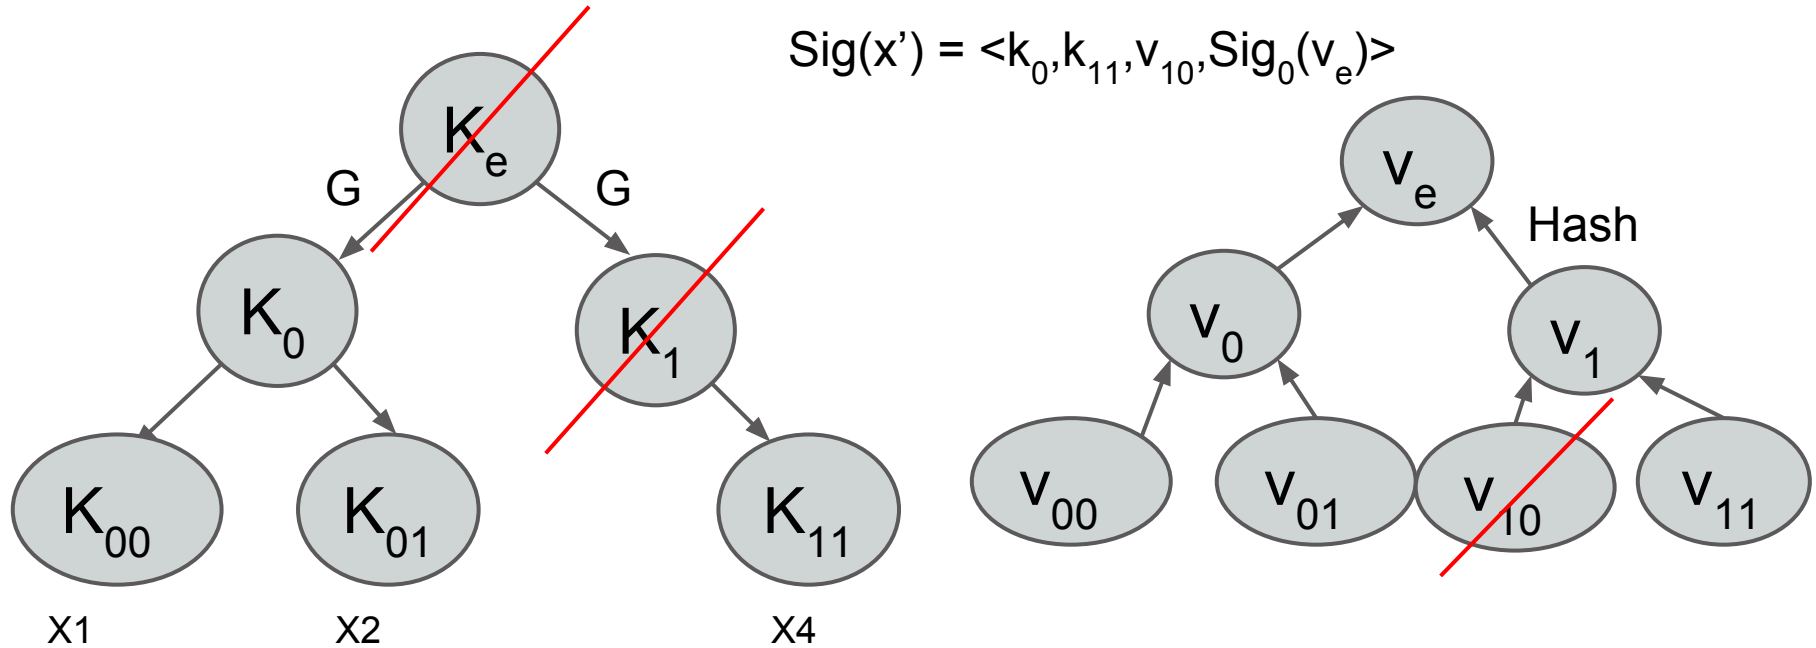 Sig(x’) = <k0,k11,v10,Sig0(ve)>
Ke
G G
K0
K1
K00
K01
K11
X1
X2
X4
ve
Hash
v0
v1
v00
v01
v10
v11